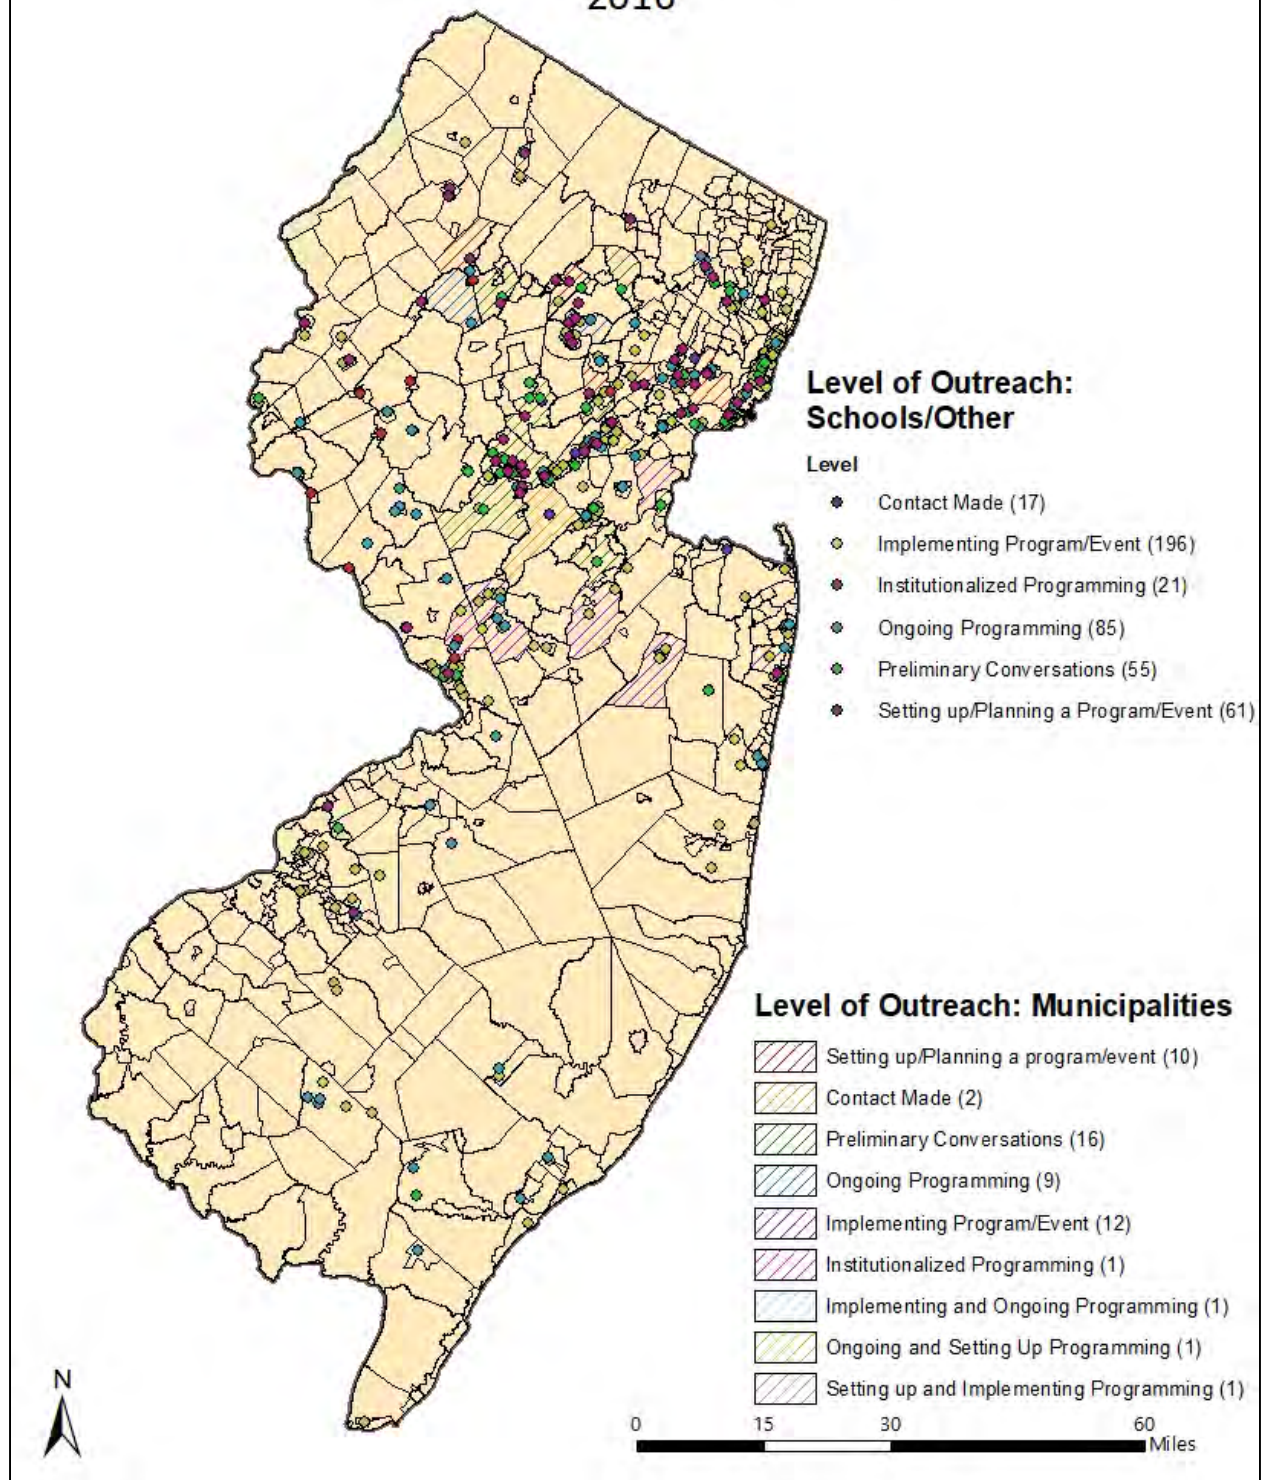 2016
Level of Outreach:
Schools/Other
Level
Contact Made (17)
Implementing Program/Event (196)
Institutionalized Programming (21)
Ongoing Programming (85)
Preliminary Conversations (55)
Setting up/Planning a Program/Event (61)
Level of Outreach: Municipalities
Setting up/Planning a program/event (10)
Contact Made (2)
Preliminary Conversations (16)
Ongoing Programming (9)
Implementing Program/Event (12)
Institutionalized Programming (1)
Implementing and Ongoing Programming (1)
Ongoing and Setting Up Programming (1)
Setting up and Implementing Programming (1)
N
0 15 30 60
Miles